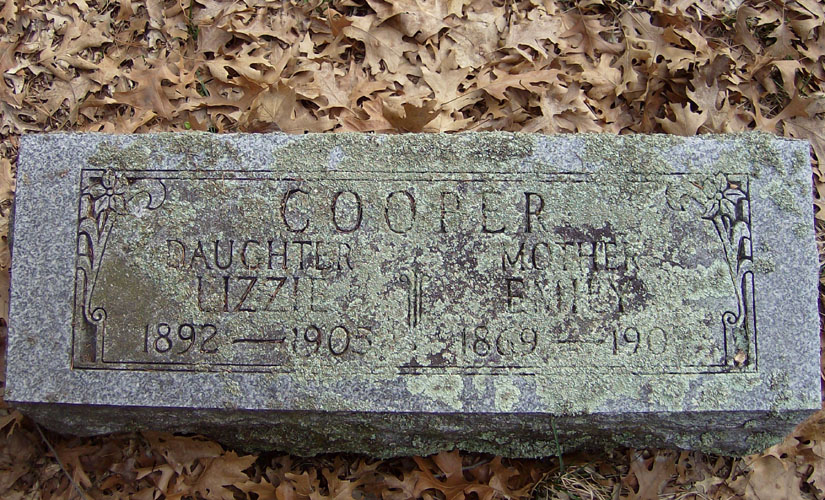 COOPER
DAUGHTER MOTHER
LIZZIE EMILY
1892 — 1905 1869 —